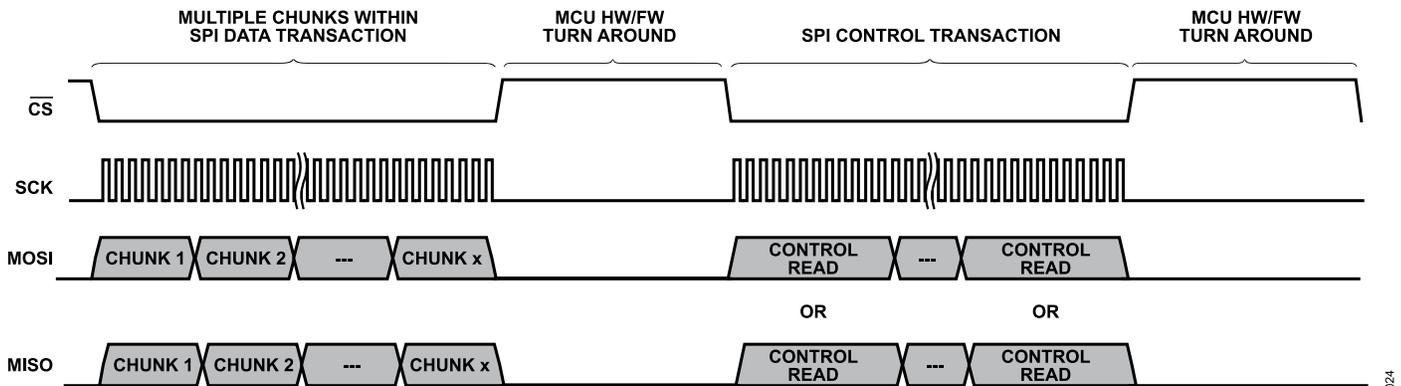 MULTIPLE CHUNKS WITHIN
SPI DATA TRANSACTION
MCU HW/FW
TURN AROUND
SPI CONTROL TRANSACTION
MCU HW/FW
TURN AROUND
CS
SCK
MOSI
CHUNK 1
CHUNK 2
---
CHUNK x
CONTROL
READ
---
CONTROL
READ
OR
OR
MISO
CHUNK 1
CHUNK 2
---
CHUNK x
CONTROL
READ
---
CONTROL
READ
024